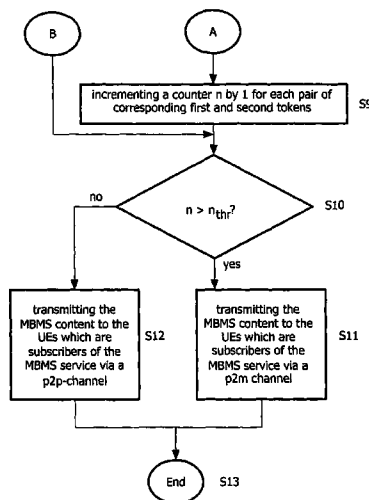 B
A
incrementing a counter n by 1 for each pair of
corresponding first and second tokens
S9
n > nthr?
S10
no
yes
transmitting the
MBMS content to the
UEs which are
subscribers of the
MBMS service via a
p2p-channel
S12
transmitting the
MBMS content to the
UEs which are
subscribers of the
MBMS service via a
p2m channel
S11
End
S13